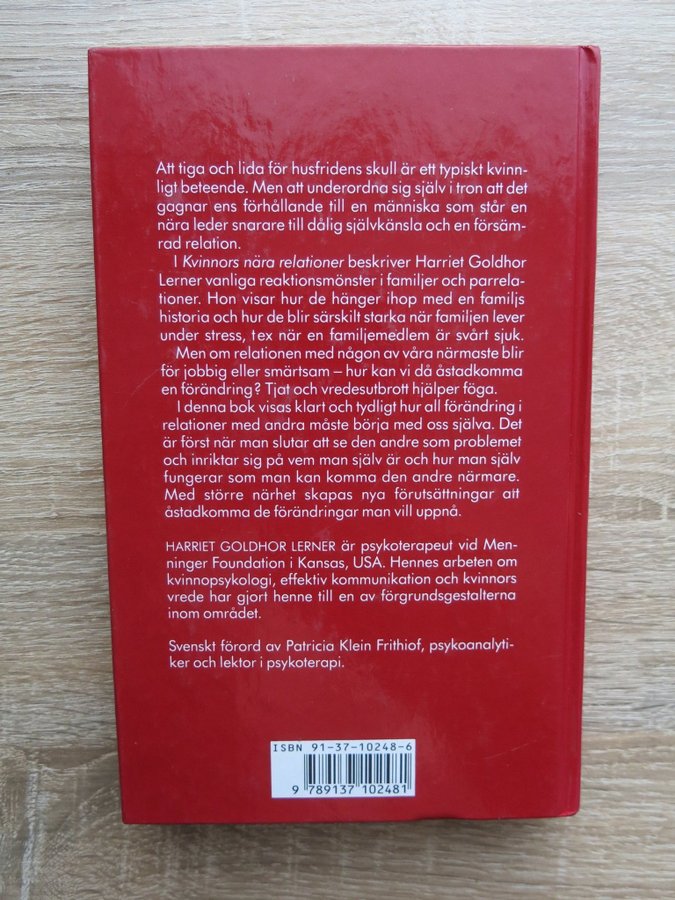 Att tiga och lida för husfridens skull är ett typiskt kvinn-
ligt beteende. Men att underordna sig själv i tron att det
gagnar ens förhållande till en människa som står en
nära leder snarare till dålig självkänsla och en försäm-
rad relation.
I Kvinnors nära relationer beskriver Harriet Goldhor
Lerner vanliga reaktionsmönster i familjer och parrela-
tioner. Hon visar hur de hänger ihop med en familjs
historia och hur de blir särskilt starka när familjen lever
under stress, t ex när en familjemedlem är svårt sjuk.
Men om relationen med någon av våra närmaste blir
för jobbig eller smärtsam – hur kan vi då åstadkomma
en förändring? Tjat och vredesutbrott hjälper föga.
I denna bok visas klart och tydligt hur all förändring i
relationer med andra måste börja med oss själva. Det
är först när man slutar att se den andre som problemet
och inriktar sig på vem man själv är och hur man själv
fungerar som man kan komma den andre närmare.
Med större närhet skapas nya förutsättningar att
åstadkomma de förändringar man vill uppnå.
HARRIET GOLDHOR LERNER är psykoterapeut vid Men-
ninger Foundation i Kansas, USA. Hennes arbeten om
kvinnopsykologi, effektiv kommunikation och kvinnors
vrede har gjort henne till en av förgrundsgestalterna
inom området.
Svenskt förord av Patricia Klein Frithiof, psykoanalyti-
ker och lektor i psykoterapi.
ISBN 91-37-10248-6
9 789137 102481